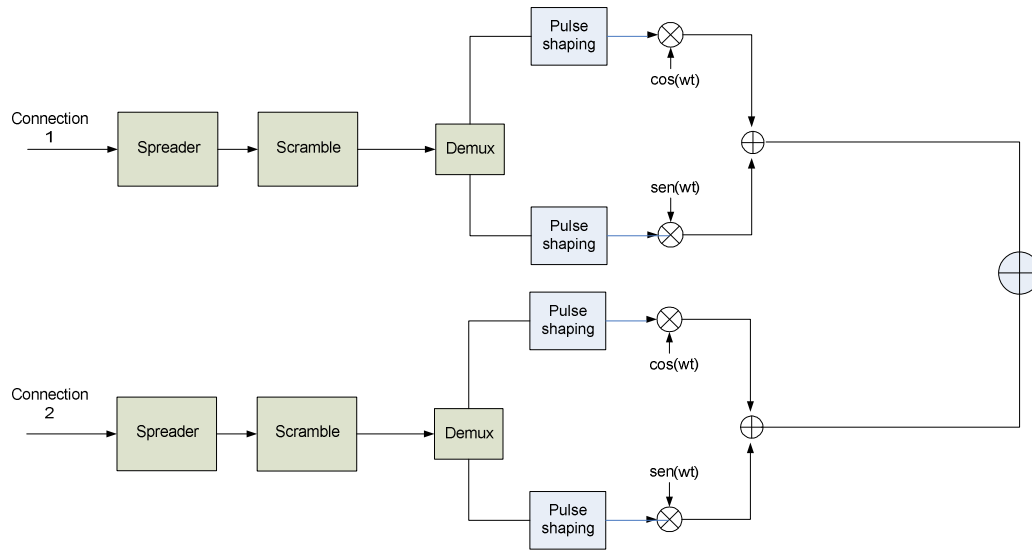 Pulse
shaping
cos(wt)
Connection
1
Spreader
Scramble
Demux
sen(wt)
Pulse
shaping
Pulse
shaping
cos(wt)
Connection
2
Spreader
Scramble
Demux
sen(wt)
Pulse
shaping